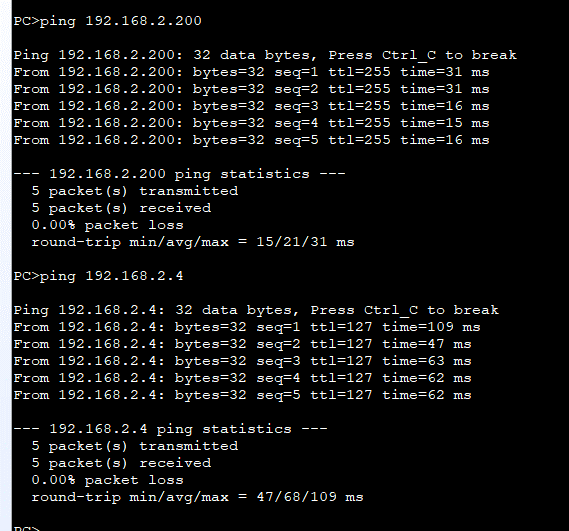 PC>ping 192.168.2.200
Ping 192.168.2.200: 32 data bytes, Press Ctrl_C to break
From 192.168.2.200: bytes=32 seq=1 ttl=255 time=31 ms
From 192.168.2.200: bytes=32 seq=2 ttl=255 time=31 ms
From 192.168.2.200: bytes=32 seq=3 ttl=255 time=16 ms
From 192.168.2.200: bytes=32 seq=4 ttl=255 time=15 ms
From 192.168.2.200: bytes=32 seq=5 ttl=255 time=16 ms
--- 192.168.2.200 ping statistics ---
5 packet(s) transmitted
5 packet(s) received
0.00% packet loss
round-trip min/avg/max = 15/21/31 ms
PC>ping 192.168.2.4
Ping 192.168.2.4: 32 data bytes, Press Ctrl_C to break
From 192.168.2.4: bytes=32 seq=1 ttl=127 time=109 ms
From 192.168.2.4: bytes=32 seq=2 ttl=127 time=47 ms
From 192.168.2.4: bytes=32 seq=3 ttl=127 time=63 ms
From 192.168.2.4: bytes=32 seq=4 ttl=127 time=62 ms
From 192.168.2.4: bytes=32 seq=5 ttl=127 time=62 ms
--- 192.168.2.4 ping statistics ---
5 packet(s) transmitted
5 packet(s) received
0.00% packet loss
round-trip min/avg/max = 47/68/109 ms
PC>